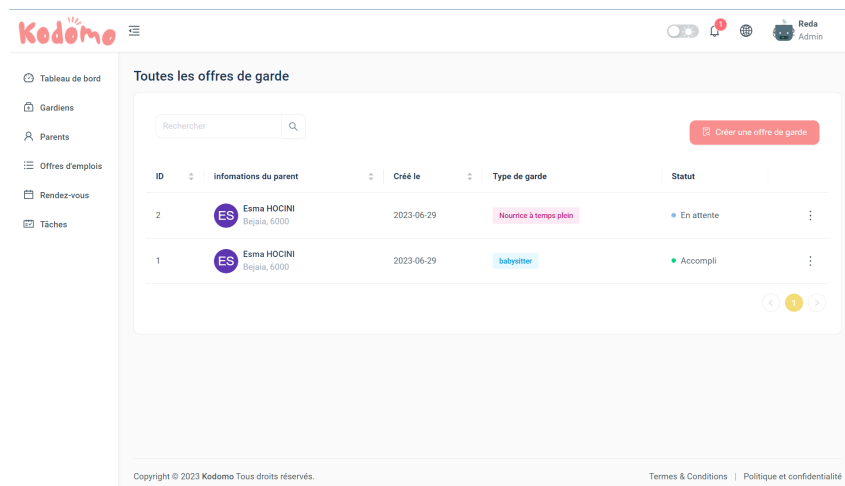 Kodomo
1
Reda
Admin
Tableau de bord
Gardiens
Parents
Offres d'emplois
Rendez-vous
Tâches
Toutes les offres de garde
Rechercher
Créer une offre de garde
ID infomations du parent Créé le Type de garde Statut
2 ES Esma HOCINI 2023-06-29 Nourrice à temps plein En attente
Bejaia, 6000
1 ES Esma HOCINI 2023-06-29 babysitter Accompli
Bejaia, 6000
1
Copyright © 2023 Kodomo Tous droits réservés. Termes & Conditions | Politique et confidentialité